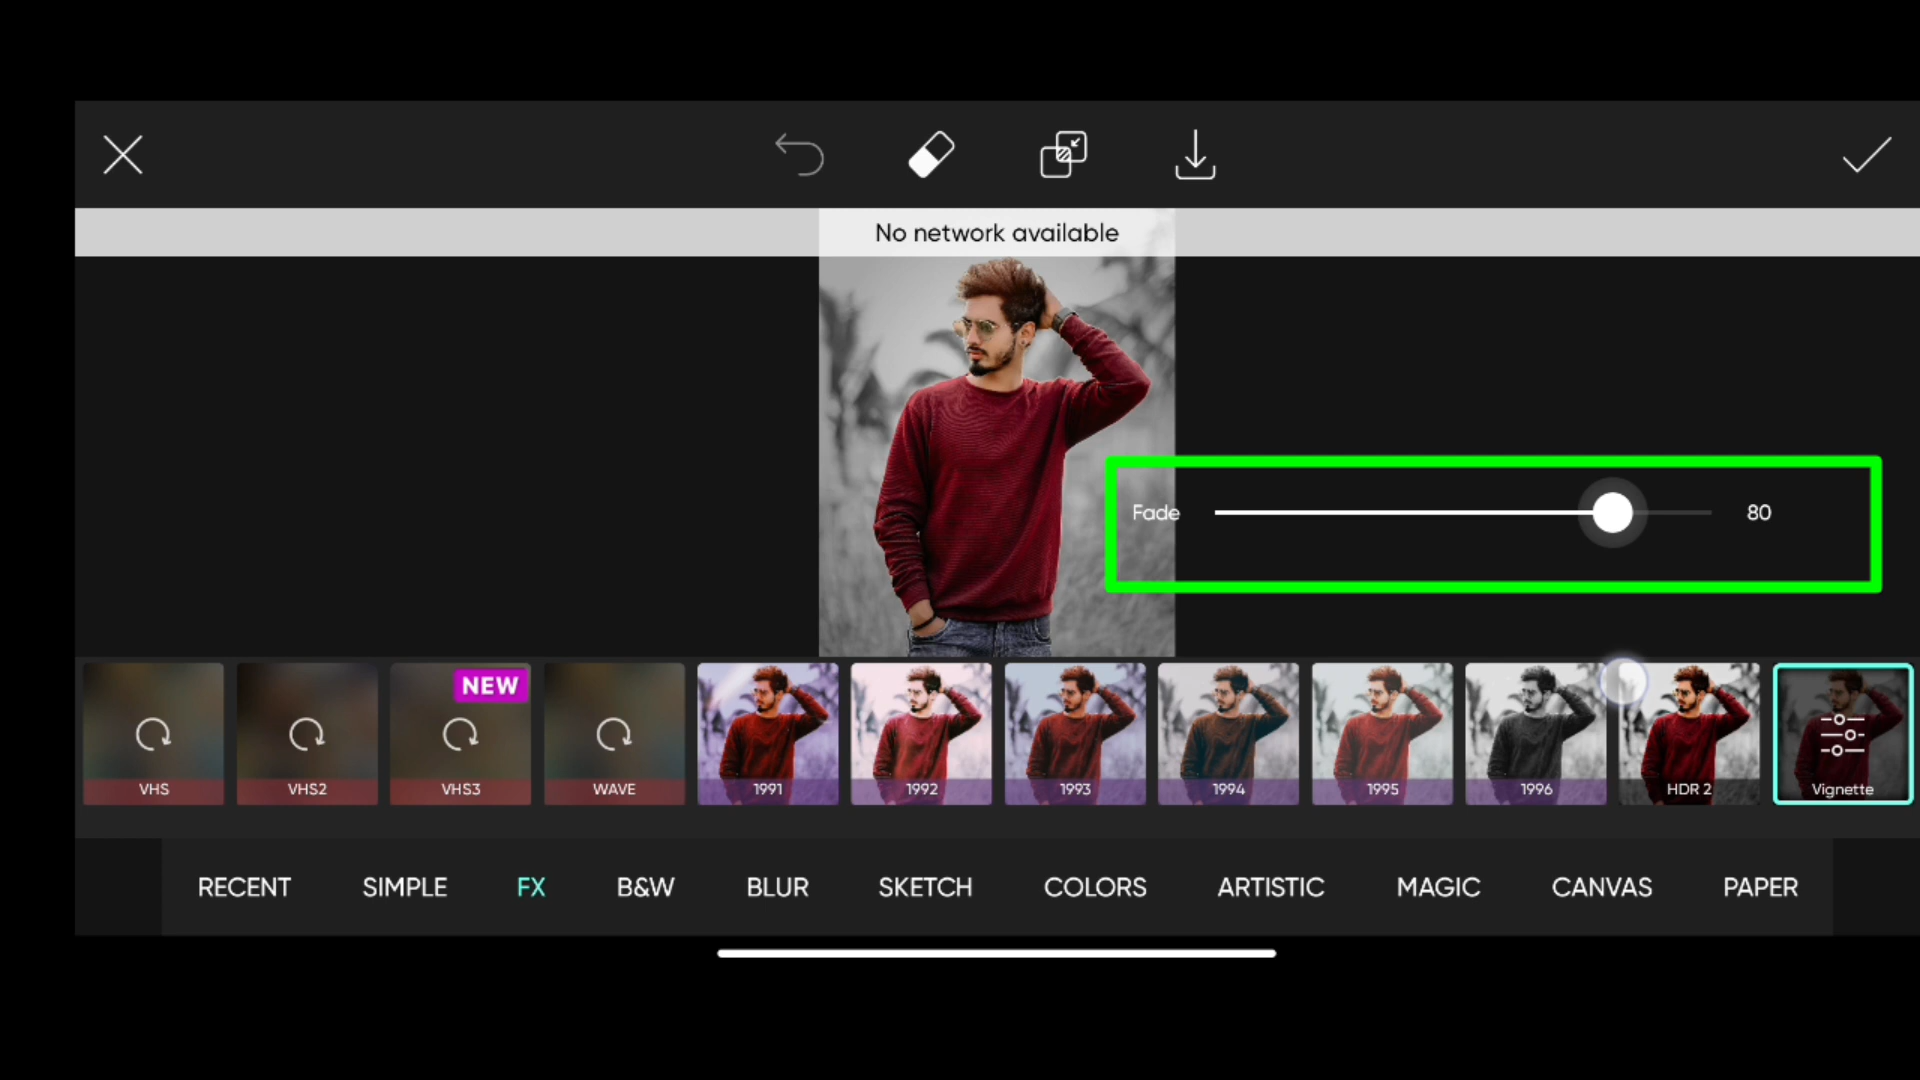 No network available
Fade 80
NEW
VHS VHS2 VHS3 WAVE 1991 1992 1993 1994 1995 1996 HDR 2 Vignette
RECENT SIMPLE FX B&W BLUR SKETCH COLORS ARTISTIC MAGIC CANVAS PAPER